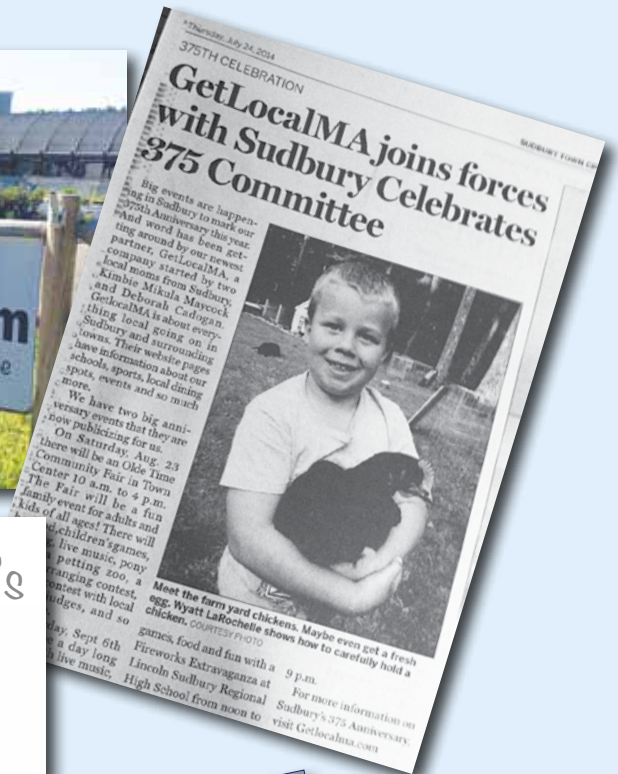 Thursday, July 24, 2014
375TH CELEBRATION
SUDBURY TOWN
GetLocalMA joins forces
with Sudbury Celebrates
375 Committee
Big events are happen-
ing in Sudbury to mark our
375th Anniversary this year.
And word has been get-
ting around by our newest
partner, GetLocalMA, a
company started by two
local moms from Sudbury,
Kimbie Mikula Maycock
and Deborah Cadogan.
GetlocalMA is about every-
thing local going on in
Sudbury and surrounding
towns. Their website pages
have information about our
schools, sports, local dining
spots, events and so much
more.
We have two big anni-
versary events that they are
now publicizing for us.
On Saturday, Aug. 23
there will be an Olde Time
Community Fair in Town
Center 10 a.m. to 4 p.m.
The Fair will be a fun
family event for adults and
kids of all ages! There will
children's games,
live music, pony
petting zoo, a
rranging contest,
contest with local
udges, and so
day, Sept 6th
a day long
h live music,
Meet the farm yard chickens. Maybe even get a fresh
egg. Wyatt LaRochelle shows how to carefully hold a
chicken. COURTESY PHOTO
games, food and fun with a
Fireworks Extravaganza at
Lincoln Sudbury Regional
High School from noon to
9 p.m.
For more information on
Sudbury's 375 Anniversary,
visit Getlocalma.com
m
e
's